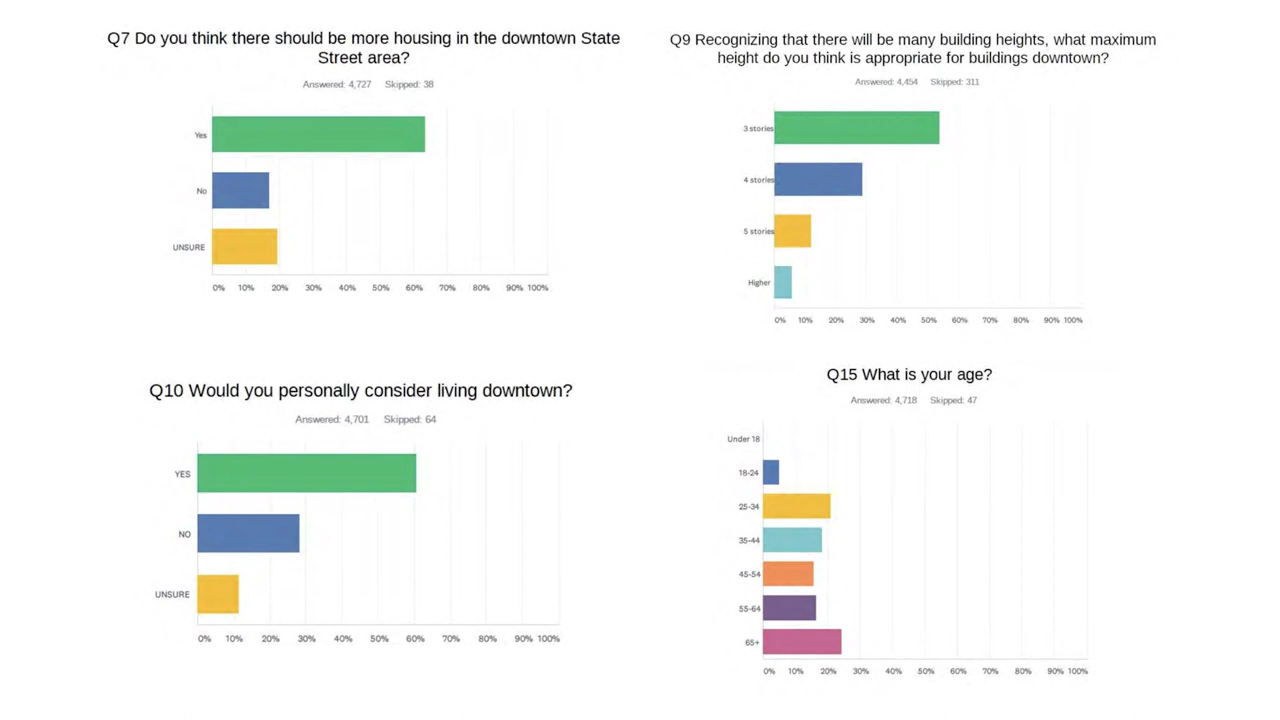 Q7 Do you think there should be more housing in the downtown State
Street area?
Answered: 4,727 Skipped: 38
Yes
No
UNSURE
0% 10% 20% 30% 40% 50% 60% 70% 80% 90% 100%
Q9 Recognizing that there will be many building heights, what maximum
height do you think is appropriate for buildings downtown?
Answered: 4,454 Skipped: 311
3 stories
4 stories
5 stories
Higher
0% 10% 20% 30% 40% 50% 60% 70% 80% 90% 100%
Q10 Would you personally consider living downtown?
Answered: 4,701 Skipped: 64
YES
NO
UNSURE
0% 10% 20% 30% 40% 50% 60% 70% 80% 90% 100%
Q15 What is your age?
Answered: 4,718 Skipped: 47
Under 18
18-24
25-34
35-44
45-54
55-64
65+
0% 10% 20% 30% 40% 50% 60% 70% 80% 90% 100%